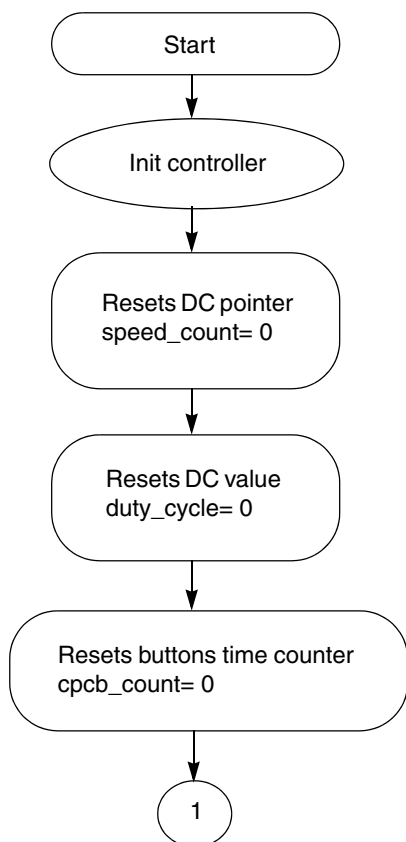 Start
Init controller
Resets DC pointer
speed_count= 0
Resets DC value
duty_cycle= 0
Resets buttons time counter
cpcb_count= 0
1